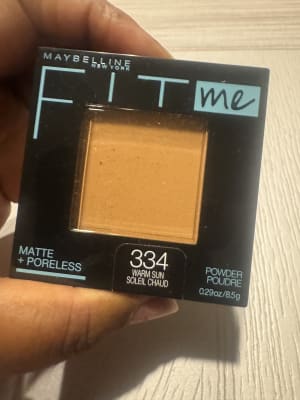 MAYBELLINE
NEW YORK
FIT me
MATTE
+ PORELESS
334
WARM SUN
SOLEIL CHAUD
POWDER
POUDRE
0.29oz/8.5g